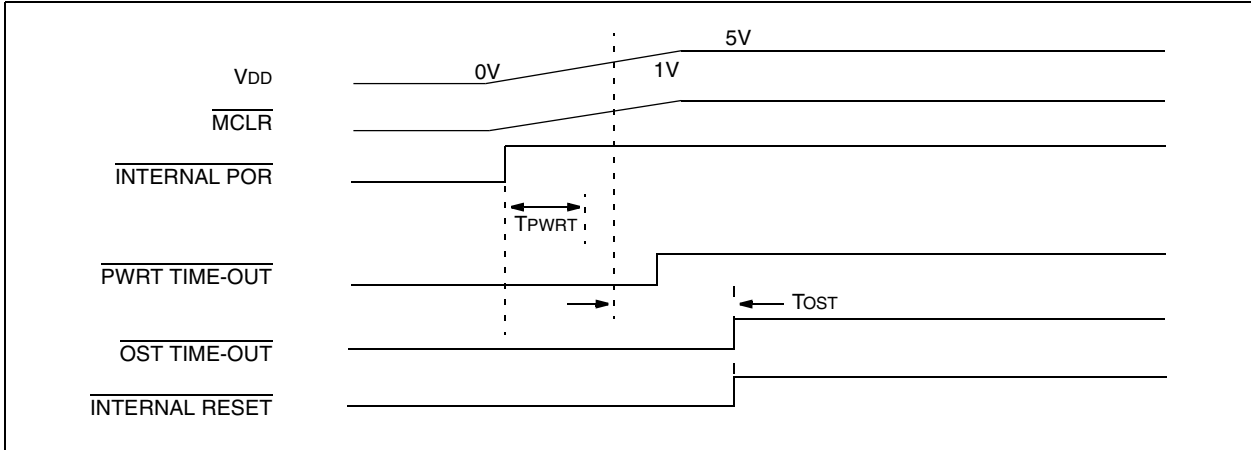 5V
VDD 0V 1V
MCLR
INTERNAL POR
TPWRT
PWRT TIME-OUT
TOST
OST TIME-OUT
INTERNAL RESET